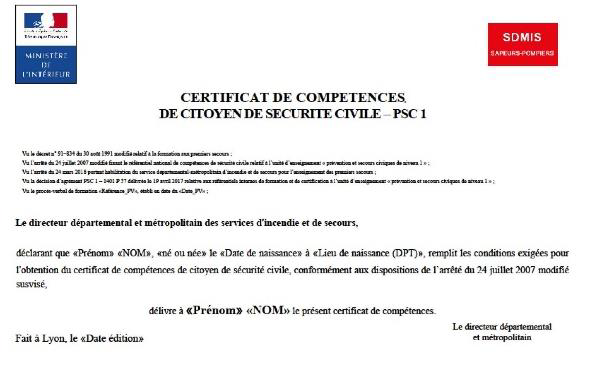 MINISTÈRE
DE
L'INTÉRIEUR
SDMIS
SAPEURS-POMPIERS
CERTIFICAT DE COMPETENCES
DE CITOYEN DE SECURITE CIVILE – PSC 1
Vu le decret n° 91-834 du 30 août 1991 modifié relatif à la formation aux premiers secours ;
Vu l'arrêté du 24 juillet 2007 modifié fixant le référentiel national de compétences de sécurité civile relatif à l'unité d'enseignement « prévention et secours civiques de niveau 1 » ;
Vu l'arrêté du 24 mars 2016 portant habilitation du service départemental-métropolitain d'incendie et de secours pour l'enseignement des premiers secours ;
Vu la décision d'agrément PSC 1 – 1401 P 57 délivrée le 19 avril 2017 relative aux référentiels internes de formation et de certification à l'unité d'enseignement « prévention et secours civiques de niveau 1 » ;
Vu le procès-verbal de formation «Référence_PV», établi en date du «Date_PV» ;
Le directeur départemental et métropolitain des services d'incendie et de secours,
déclarant que «Prénom» «NOM», «né ou née» le «Date de naissance» à «Lieu de naissance (DPT)», remplit les conditions exigées pour
l'obtention du certificat de compétences de citoyen de sécurité civile, conformément aux dispositions de l'arrêté du 24 juillet 2007 modifié
susvisé,
délivre à «Prénom» «NOM» le présent certificat de compétences.
Le directeur départemental
et métropolitain
Fait à Lyon, le «Date édition»